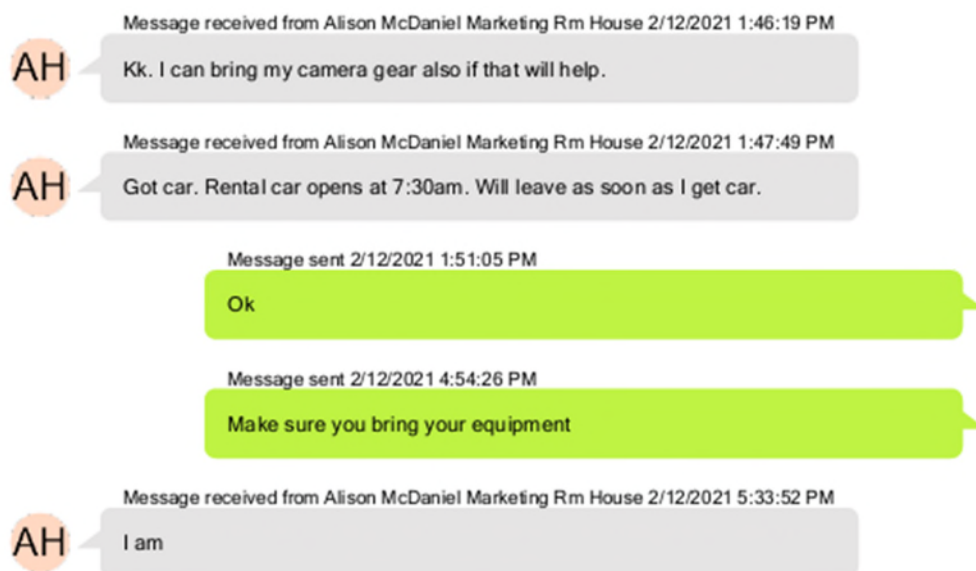 Message received from Alison McDaniel Marketing Rm House 2/12/2021 1:46:19 PM
AH
Kk. I can bring my camera gear also if that will help.
Message received from Alison McDaniel Marketing Rm House 2/12/2021 1:47:49 PM
AH
Got car. Rental car opens at 7:30am. Will leave as soon as I get car.
Message sent 2/12/2021 1:51:05 PM
Ok
Message sent 2/12/2021 4:54:26 PM
Make sure you bring your equipment
Message received from Alison McDaniel Marketing Rm House 2/12/2021 5:33:52 PM
AH
I am